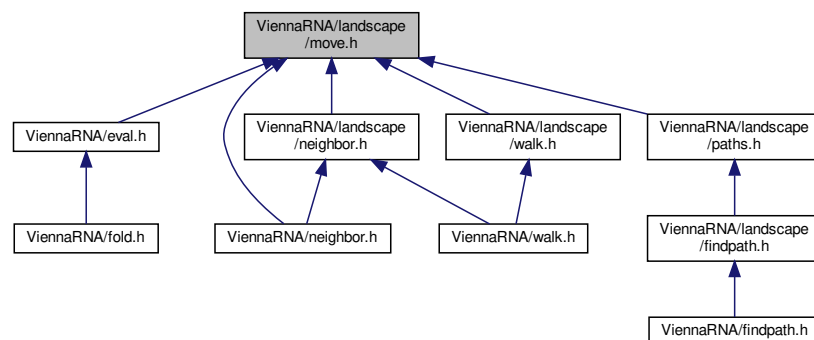 ViennaRNA/landscape
/move.h
ViennaRNA/eval.h
ViennaRNA/landscape
/neighbor.h
ViennaRNA/landscape
/walk.h
ViennaRNA/landscape
/paths.h
ViennaRNA/fold.h
ViennaRNA/neighbor.h
ViennaRNA/walk.h
ViennaRNA/landscape
/findpath.h
ViennaRNA/findpath.h